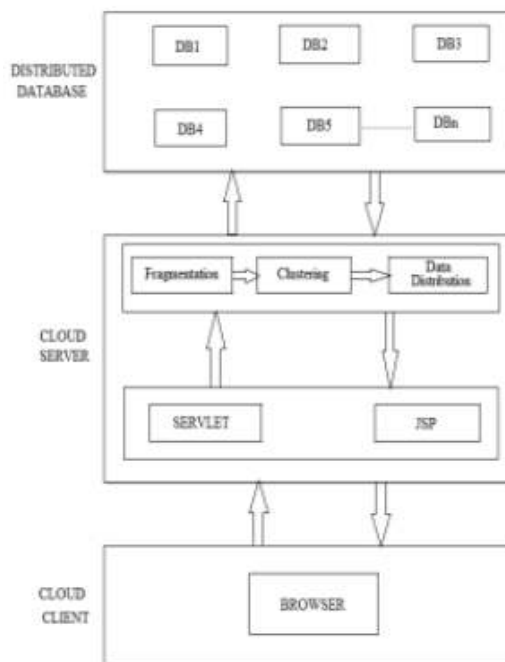 DB1
DB2
DB3
DISTRIBUTED
DATABASE
DB4
DB5
DBn
Fragmentation
Clustering
Data
Distribution
CLOUD
SERVER
SERVLET
JSP
CLOUD
CLIENT
BROWSER